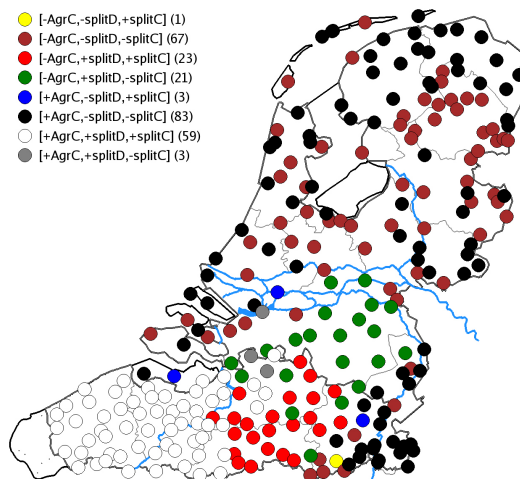 [-AgrC,-splitD,+splitC] (1)
[-AgrC,-splitD,-splitC] (67)
[-AgrC,+splitD,+splitC] (23)
[-AgrC,+splitD,-splitC] (21)
[+AgrC,-splitD,+splitC] (3)
[+AgrC,-splitD,-splitC] (83)
[+AgrC,+splitD,+splitC] (59)
[+AgrC,+splitD,-splitC] (3)